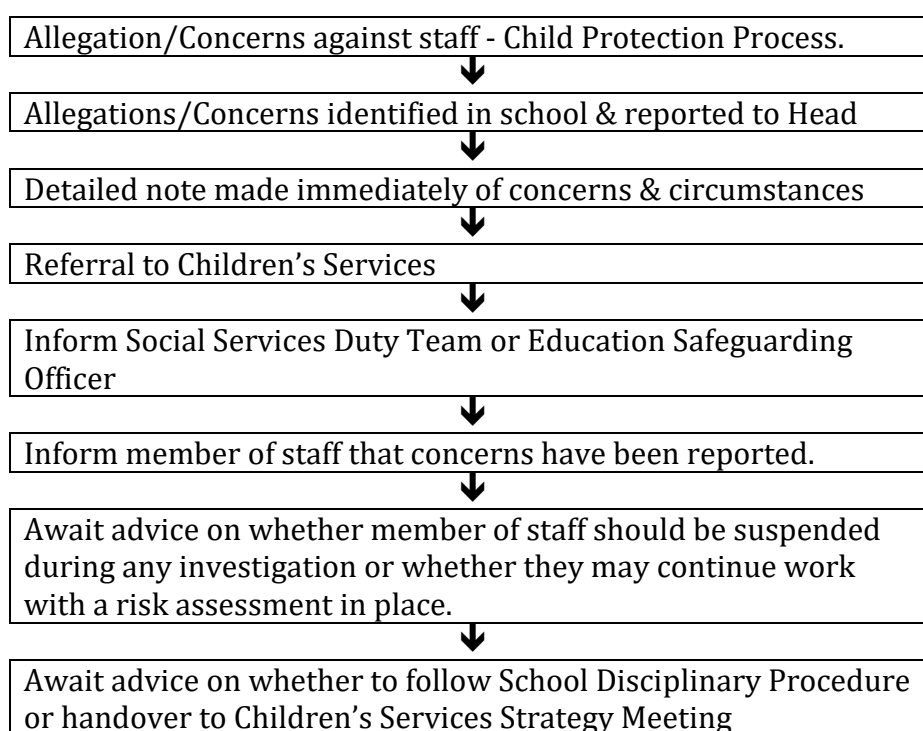 Allegation/Concerns against staff - Child Protection Process.
Allegations/Concerns identified in school & reported to Head
Detailed note made immediately of concerns & circumstances
Referral to Children's Services
Inform Social Services Duty Team or Education Safeguarding
Officer
Inform member of staff that concerns have been reported.
Await advice on whether member of staff should be suspended
during any investigation or whether they may continue work
with a risk assessment in place.
Await advice on whether to follow School Disciplinary Procedure
or handover to Children's Services Strategy Meeting